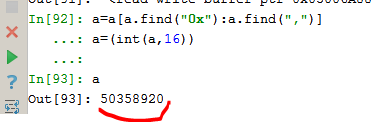 In[92]: a=a[a.find("0x"):a.find(",")]
...: a=(int(a,16))
...:
In[93]: a
Out[93]: 50358920